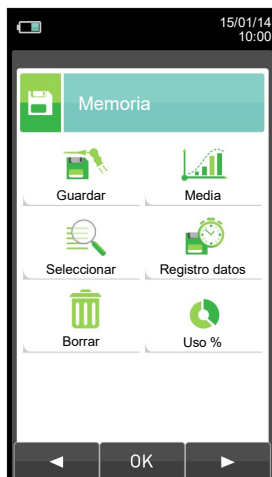 15/01/14
10:00
Memoria
Guardar
Media
Seleccionar
Registro datos
Borrar
Uso %
OK